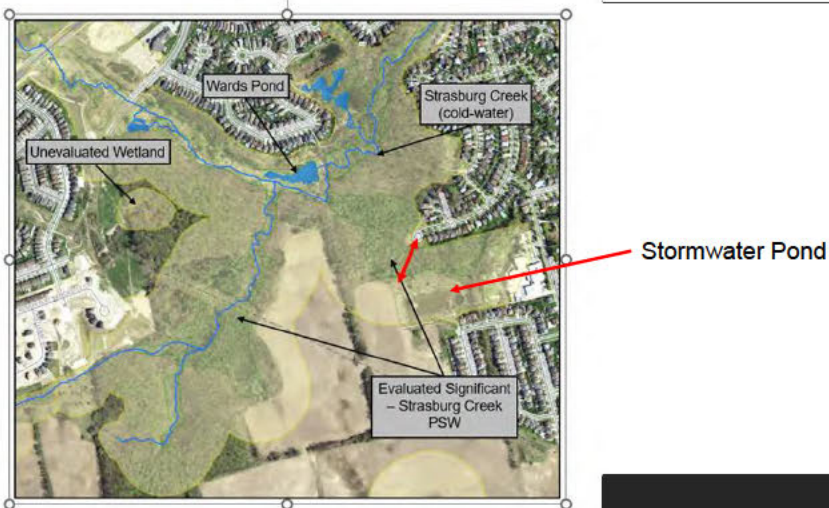 Wards Pond
Strasburg Creek
(cold-water)
Unevaluated Wetland
Stormwater Pond
Evaluated Significant
– Strasburg Creek
PSW